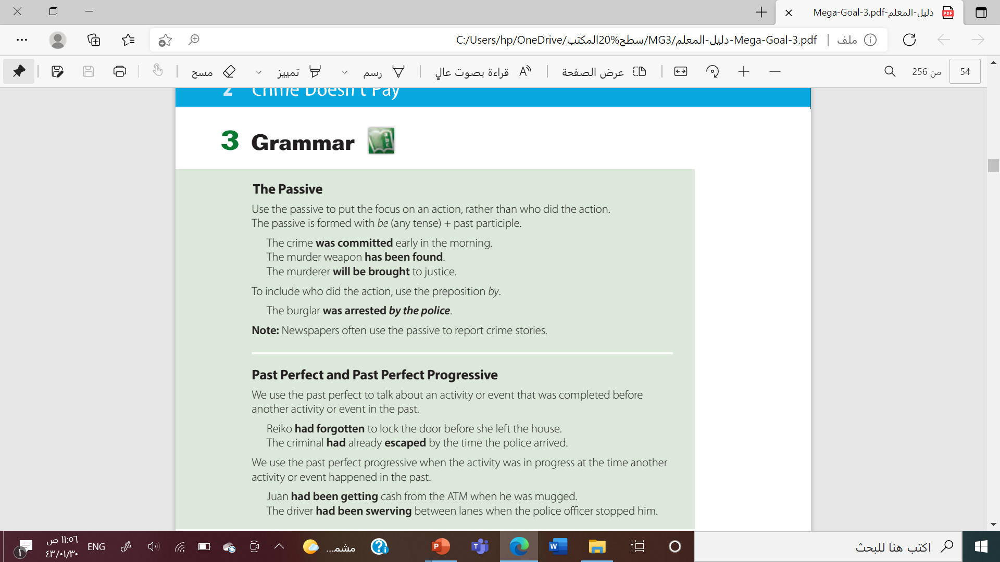 Mega-Goal-3.pdf-دليل-المعلم
C:/Users/hp/OneDrive/سطح%20المكتب/MG3/دليل-المعلم-Mega-Goal-3.pdf
ملف
مسح
تمييز
رسم
قراءة بصوت عالٍ
عرض الصفحة
من 256
54
2 Crime Doesn't Pay
3 Grammar
The Passive
Use the passive to put the focus on an action, rather than who did the action.
The passive is formed with be (any tense) + past participle.
The crime was committed early in the morning.
The murder weapon has been found.
The murderer will be brought to justice.
To include who did the action, use the preposition by.
The burglar was arrested by the police.
Note: Newspapers often use the passive to report crime stories.
Past Perfect and Past Perfect Progressive
We use the past perfect to talk about an activity or event that was completed before
another activity or event in the past.
Reiko had forgotten to lock the door before she left the house.
The criminal had already escaped by the time the police arrived.
We use the past perfect progressive when the activity was in progress at the time another
activity or event happened in the past.
Juan had been getting cash from the ATM when he was mugged.
The driver had been swerving between lanes when the police officer stopped him.
١١:٥٦ ص
٤٣/٠١/٣٠
ENG
مشمـ...
اكتب هنا للبحث